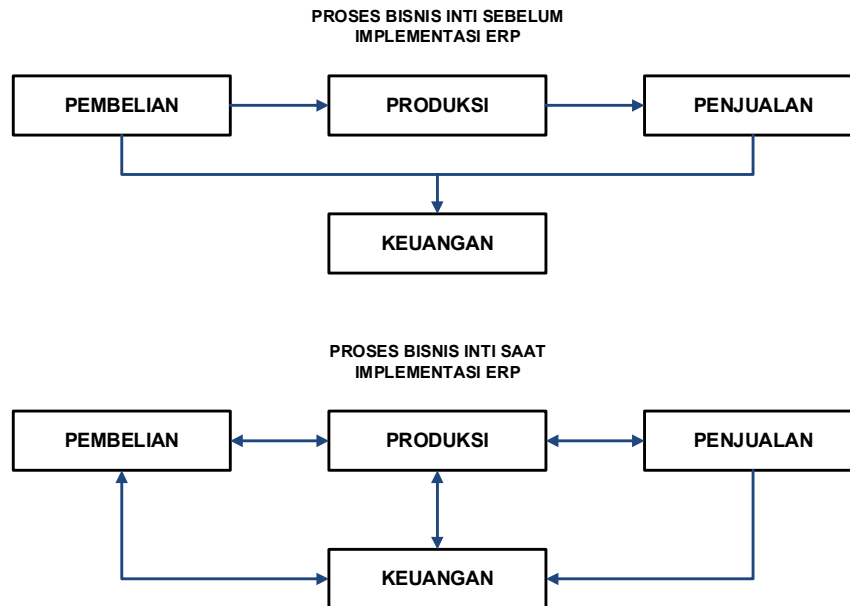 PROSES BISNIS INTI SEBELUM
IMPLEMENTASI ERP
PEMBELIAN
PRODUKSI
PENJUALAN
KEUANGAN
PROSES BISNIS INTI SAAT
IMPLEMENTASI ERP
PEMBELIAN
PRODUKSI
PENJUALAN
KEUANGAN